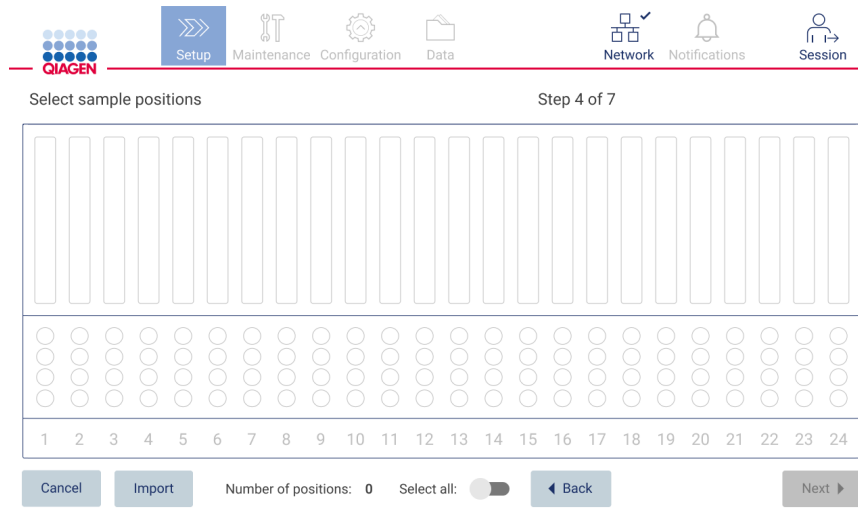 QIAGEN
Setup Maintenance Configuration Data Network Notifications Session
Select sample positions Step 4 of 7
1 2 3 4 5 6 7 8 9 10 11 12 13 14 15 16 17 18 19 20 21 22 23 24
Cancel Import Number of positions: 0 Select all: Back Next